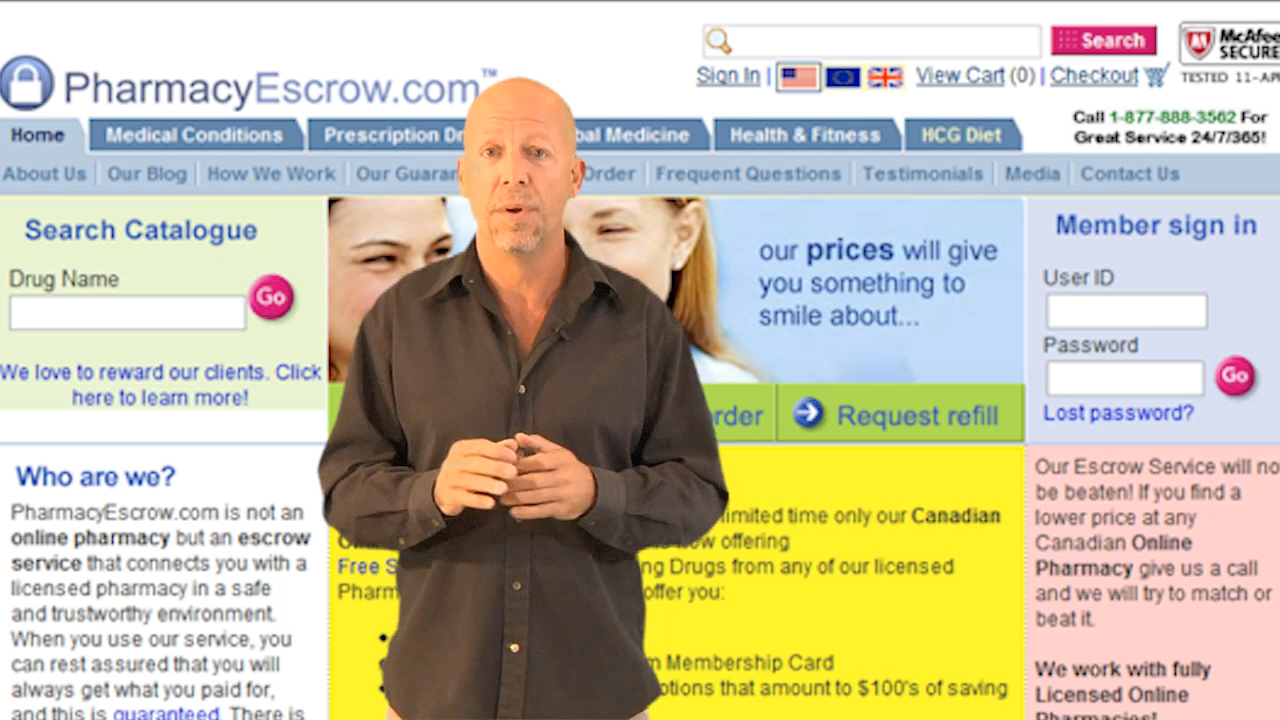 McAfee
SECURE
TESTED 11-AP
Search
Sign In | View Cart (0) | Checkout
PharmacyEscrow.com™
Call 1-877-888-3562 For
Great Service 24/7/365!
Home Medical Conditions Prescription Medicine Health & Fitness HCG Diet
About Us Our Blog How We Work Our Order Frequent Questions Testimonials Media Contact Us
Search Catalogue
Drug Name
Go
We love to reward our clients. Click
here to learn more!
our prices will give
you something to
smile about...
Request refill
Member sign in
User ID
Password
Go
Lost password?
Who are we?
PharmacyEscrow.com is not an
online pharmacy but an escrow
service that connects you with a
licensed pharmacy in a safe
and trustworthy environment.
When you use our service, you
can rest assured that you will
always get what you paid for,
and this is guaranteed. There is
limited time only our Canadian
offering
Free Drugs from any of our licensed
offer you:
Membership Card
that amount to $100's of saving
Our Escrow Service will no
be beaten! If you find a
lower price at any
Canadian Online
Pharmacy give us a call
and we will try to match or
beat it.
We work with fully
Licensed Online
Pharmacies!